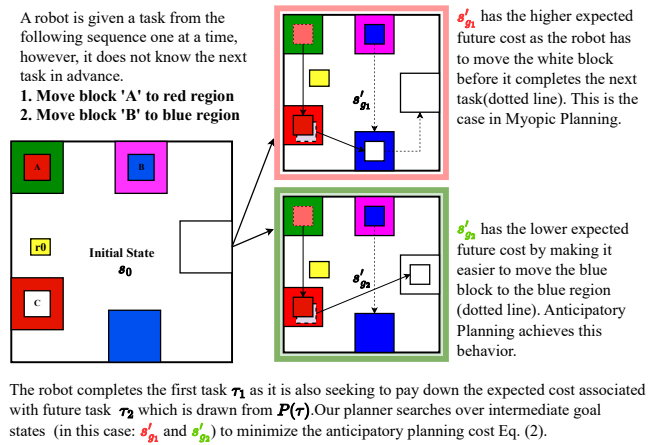 A robot is given a task from the
following sequence one at a time,
however, it does not know the next
task in advance.
1. Move block 'A' to red region
2. Move block 'B' to blue region
A
B
r0
Initial State
s₀
C
s'g₁
s'g₁ has the higher expected
future cost as the robot has
to move the white block
before it completes the next
task(dotted line). This is the
case in Myopic Planning.
s'g₂
s'g₂ has the lower expected
future cost by making it
easier to move the blue
block to the blue region
(dotted line). Anticipatory
Planning achieves this
behavior.
The robot completes the first task τ₁ as it is also seeking to pay down the expected cost associated
with future task τ₂ which is drawn from P(τ).Our planner searches over intermediate goal
states (in this case: s'g₁ and s'g₂) to minimize the anticipatory planning cost Eq. (2).